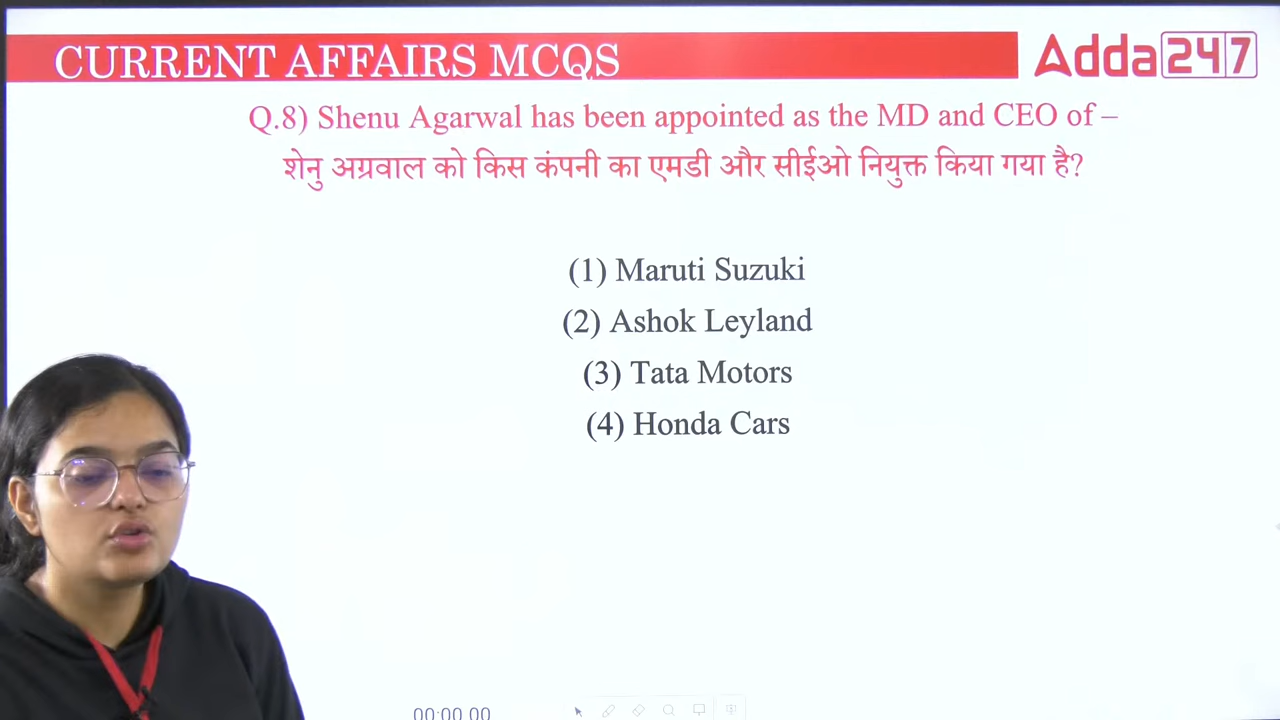 CURRENT AFFAIRS MCQS
Adda247
Q.8) Shenu Agarwal has been appointed as the MD and CEO of –
शेनु अग्रवाल को किस कंपनी का एमडी और सीईओ नियुक्त किया गया है?
(1) Maruti Suzuki
(2) Ashok Leyland
(3) Tata Motors
(4) Honda Cars
00:00.00